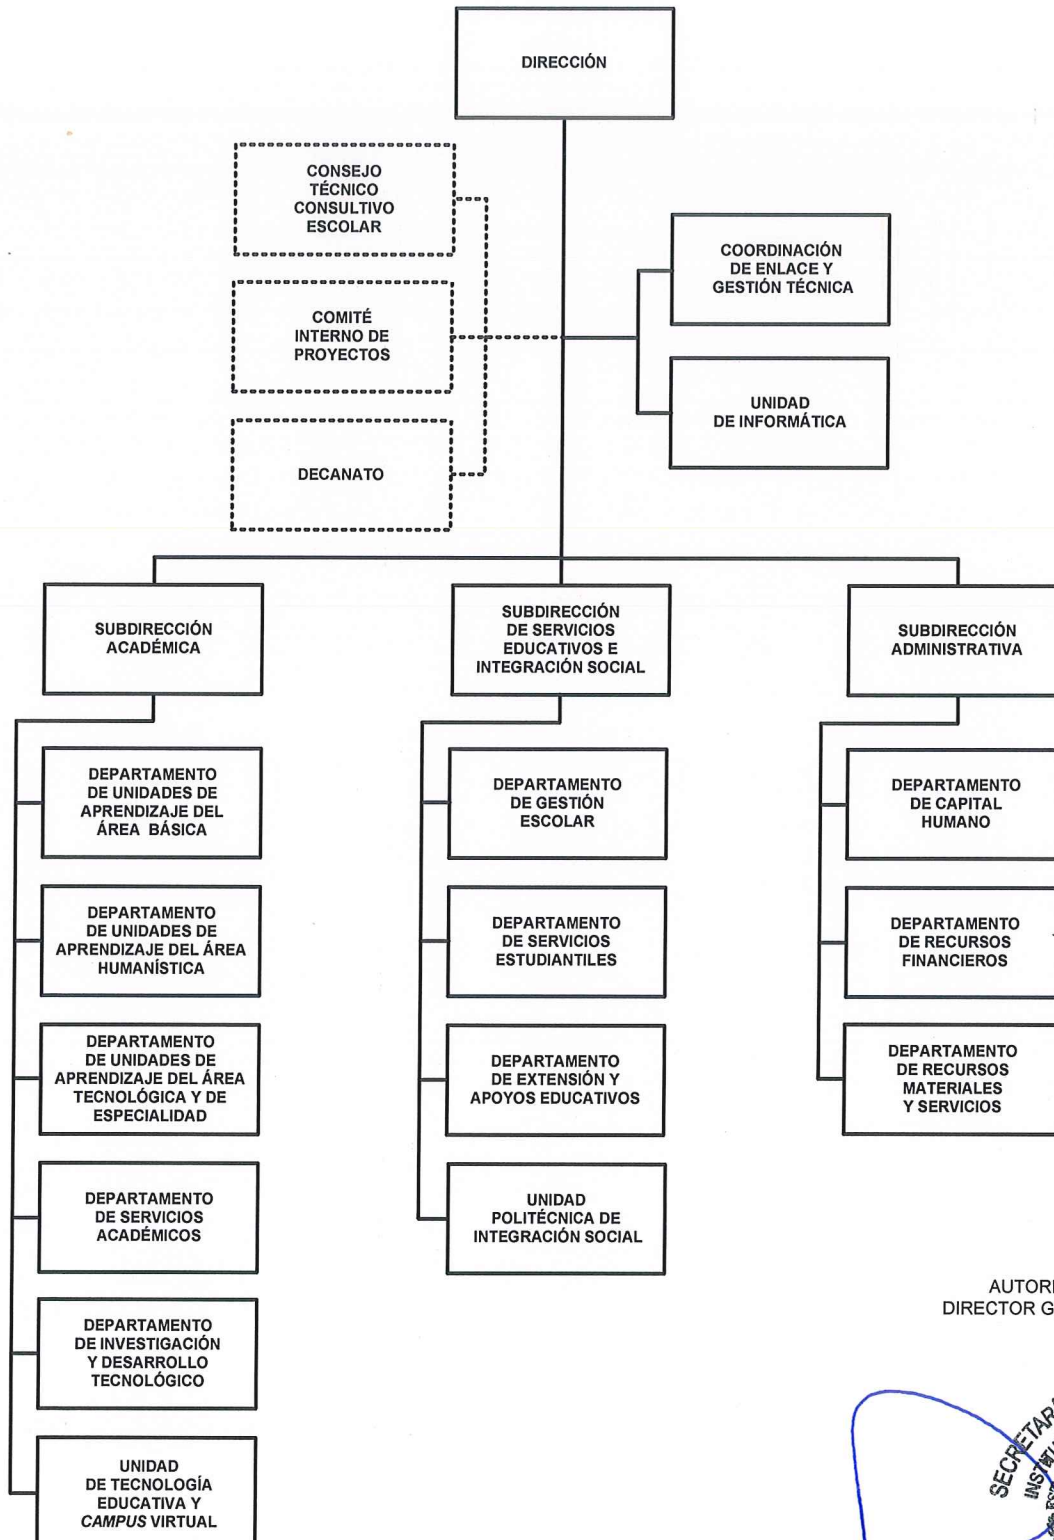 DIRECCIÓN
CONSEJO
TÉCNICO
CONSULTIVO
ESCOLAR
COMITÉ
INTERNO DE
PROYECTOS
DECANATO
COORDINACIÓN
DE ENLACE Y
GESTIÓN TÉCNICA
UNIDAD
DE INFORMÁTICA
SUBDIRECCIÓN
ACADÉMICA
DEPARTAMENTO
DE UNIDADES DE
APRENDIZAJE DEL
ÁREA BÁSICA
DEPARTAMENTO
DE UNIDADES DE
APRENDIZAJE DEL ÁREA
HUMANÍSTICA
DEPARTAMENTO
DE UNIDADES DE
APRENDIZAJE DEL ÁREA
TECNOLÓGICA Y DE
ESPECIALIDAD
DEPARTAMENTO
DE SERVICIOS
ACADÉMICOS
DEPARTAMENTO
DE INVESTIGACIÓN
Y DESARROLLO
TECNOLÓGICO
UNIDAD
DE TECNOLOGÍA
EDUCATIVA Y
CAMPUS VIRTUAL
SUBDIRECCIÓN
DE SERVICIOS
EDUCATIVOS E
INTEGRACIÓN SOCIAL
DEPARTAMENTO
DE GESTIÓN
ESCOLAR
DEPARTAMENTO
DE SERVICIOS
ESTUDIANTILES
DEPARTAMENTO
DE EXTENSIÓN Y
APOYOS EDUCATIVOS
UNIDAD
POLITÉCNICA DE
INTEGRACIÓN SOCIAL
SUBDIRECCIÓN
ADMINISTRATIVA
DEPARTAMENTO
DE CAPITAL
HUMANO
DEPARTAMENTO
DE RECURSOS
FINANCIEROS
DEPARTAMENTO
DE RECURSOS
MATERIALES
Y SERVICIOS
DIRECTOR